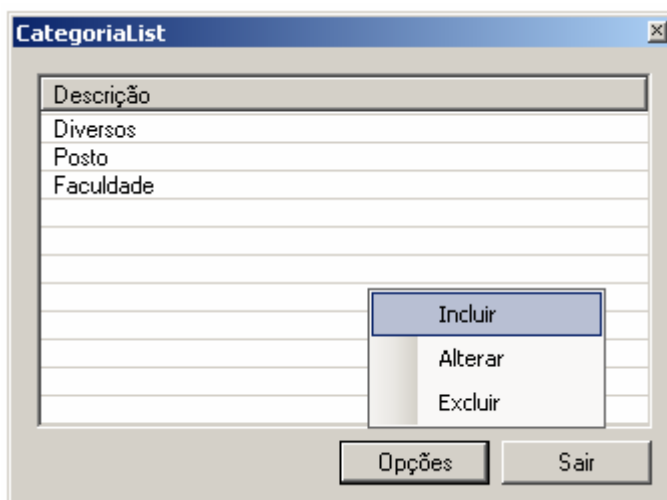 CategoriaList
Descrição
Diversos
Posto
Faculdade
Incluir
Alterar
Excluir
Opções
Sair